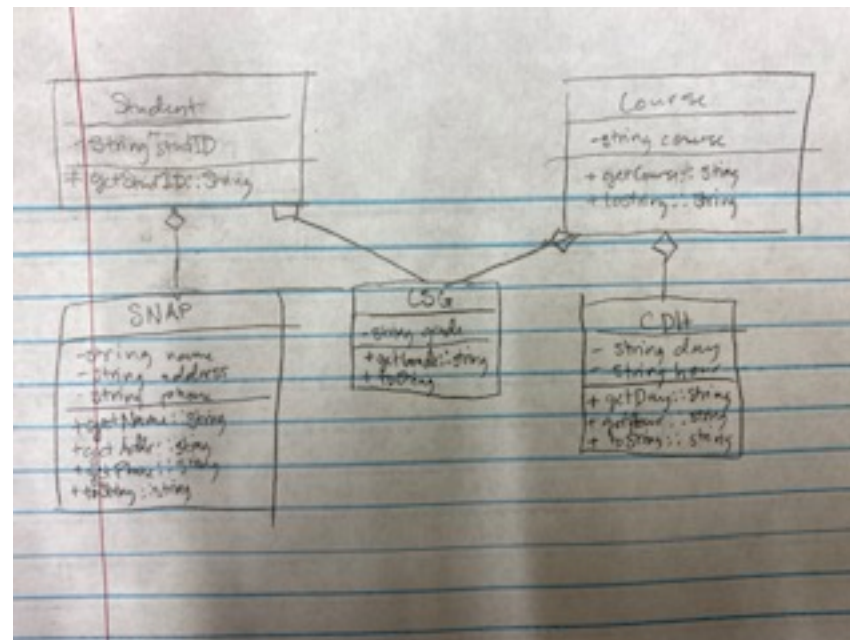 Student
- string studID
+ getStudID:: String
Course
- string course
+ getCourse:: String
+ toString:: String
SNAP
- string name
- string address
- string phone
+ getName:: String
+ get Addr:: string
+ getPhone:: string
+ toString:: string
CSG
- string grade
+ getGrade:: string
+ toString
CDH
- string day
- string hour
+ getDay:: string
+ getHour:: string
+ toString:: string